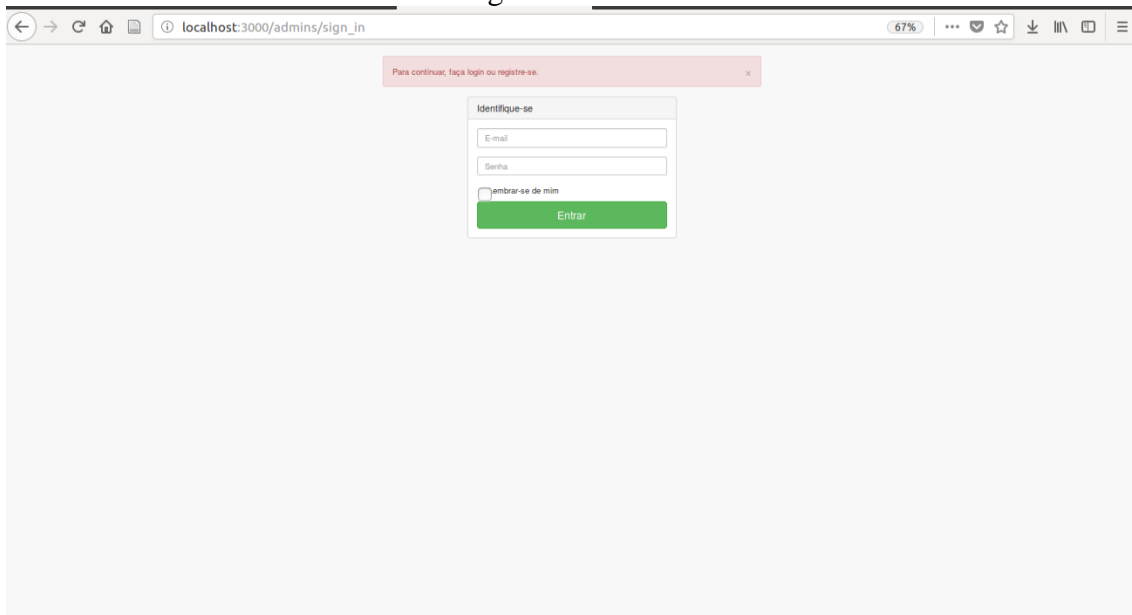 localhost:3000/admins/sign_in
67%
Para continuar, faça login ou registre-se.
×
Identifique-se
E-mail
Senha
embrar-se de mim
Entrar